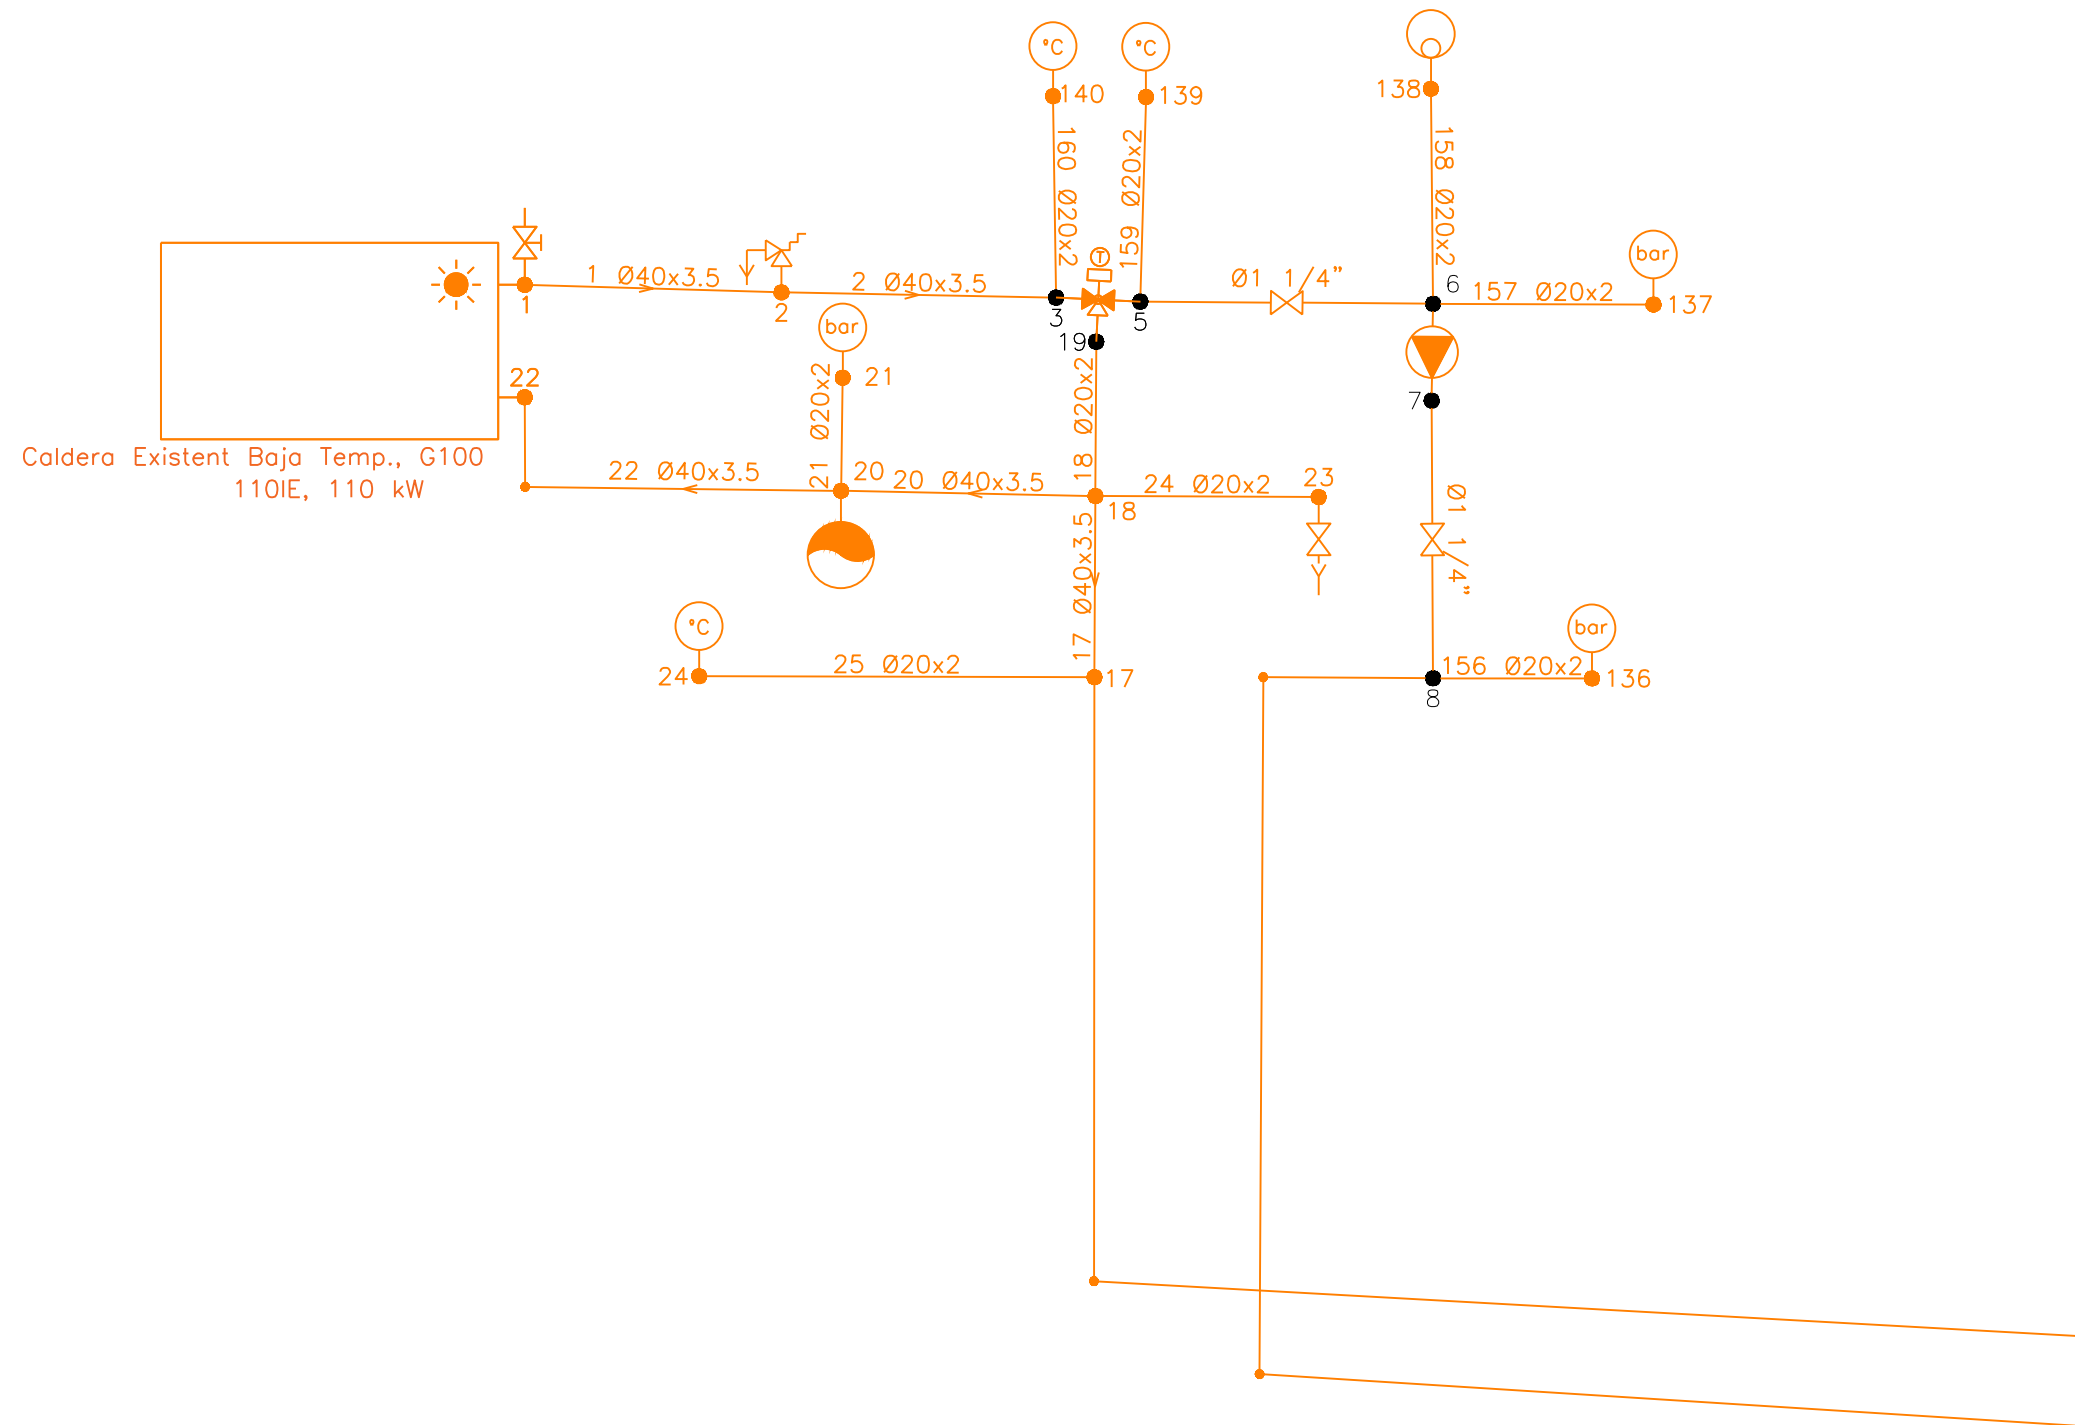 °C
°C
140
139
138
160 Ø20x2
159 Ø20x2
158 Ø20x2
1
1 Ø40x3.5
2
2 Ø40x3.5
3
T
5
Ø1 1/4”
6
157 Ø20x2
bar
137
bar
21
21 Ø20x2
19
18 Ø20x2
7
22
Caldera Existent Baja Temp., G100
110IE, 110 kW
22 Ø40x3.5
20
20 Ø40x3.5
18
24 Ø20x2
23
Ø1 1/4”
17 Ø40x3.5
°C
24
25 Ø20x2
17
8
156 Ø20x2
bar
136